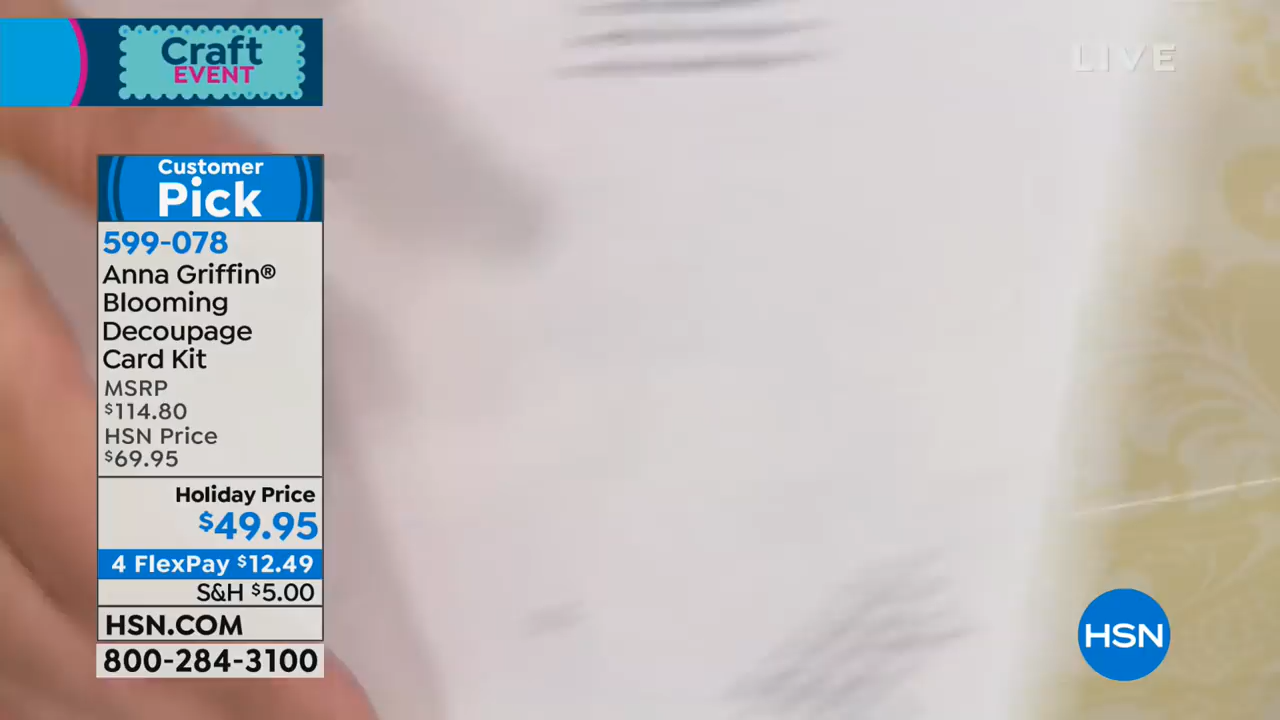 Craft
EVENT
LIVE
Customer
Pick
599-078
Anna Griffin®
Blooming
Decoupage
Card Kit
MSRP
$114.80
HSN Price
$69.95
Holiday Price
$49.95
4 FlexPay $12.49
S&H $5.00
HSN.COM
800-284-3100
HSN